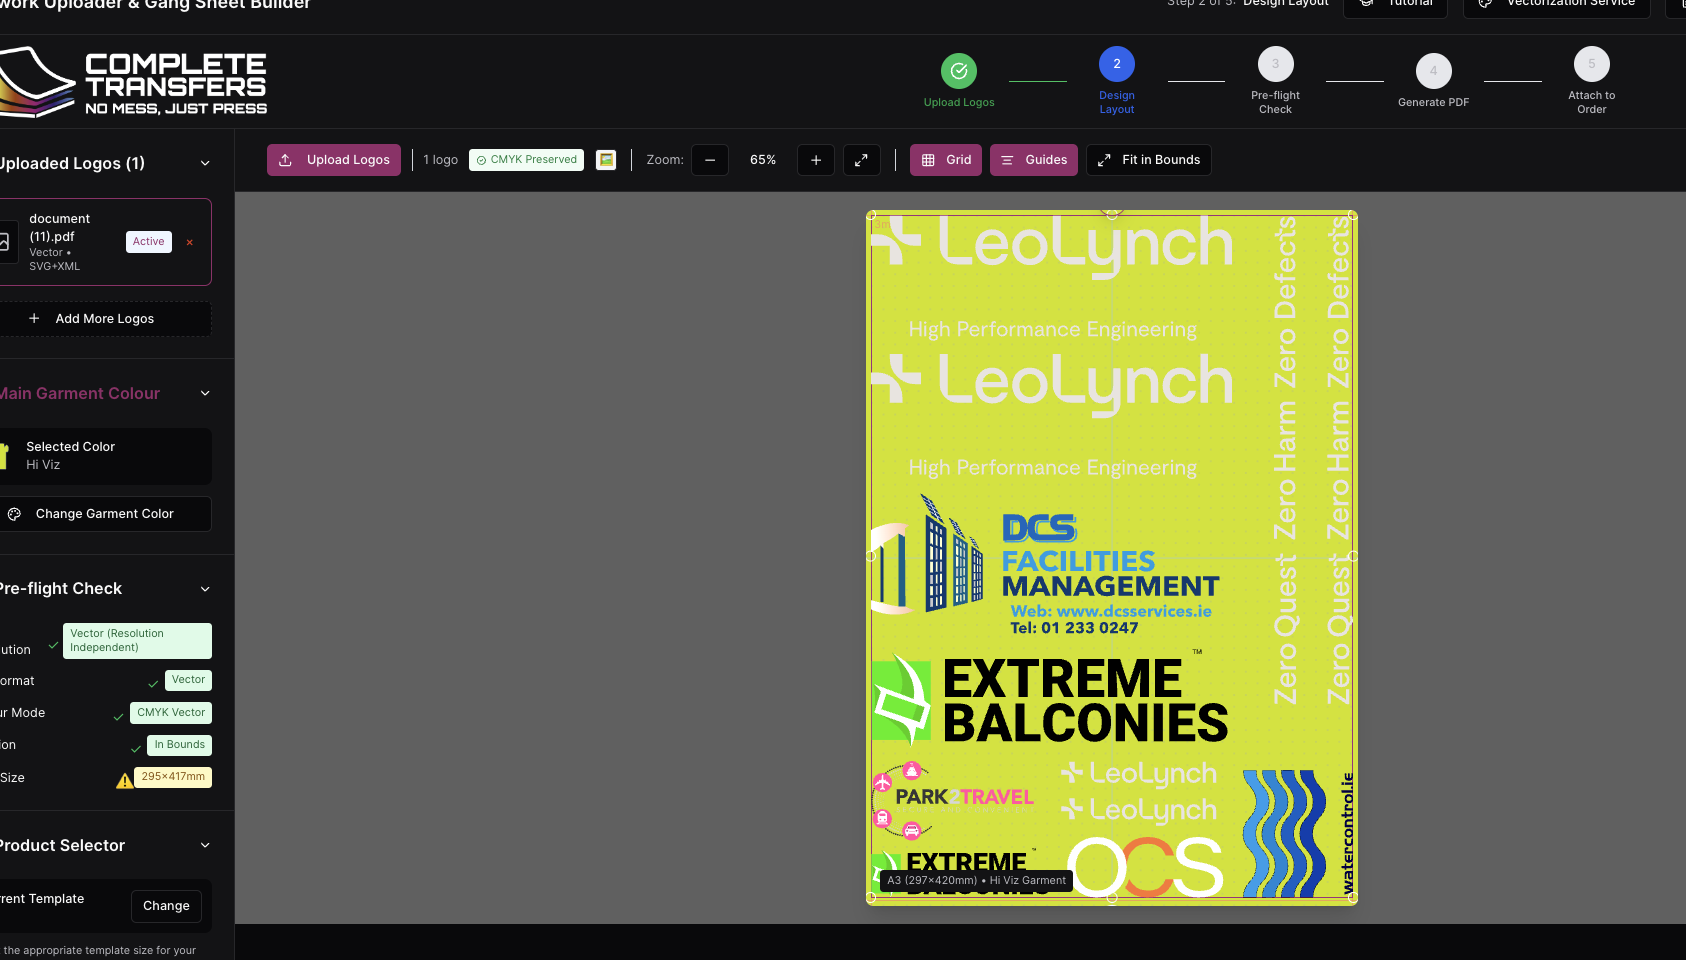 work Uploader & Gang Sheet Builder
Step 2 of 5: Design Layout
Tutorial
Vectorization Service
COMPLETE
TRANSFERS
NO MESS, JUST PRESS
Upload Logos
2
Design
Layout
3
Pre-flight
Check
4
Generate PDF
5
Attach to
Order
Uploaded Logos (1)
document
(11).pdf
Vector •
SVG+XML
Active
×
+ Add More Logos
Main Garment Colour
Selected Color
Hi Viz
Change Garment Color
Pre-flight Check
ution
Vector (Resolution
Independent)
ormat
Vector
ur Mode
CMYK Vector
ion
In Bounds
Size
295×417mm
Product Selector
rent Template
Change
the appropriate template size for your
Upload Logos
1 logo
CMYK Preserved
Zoom:
65%
Grid
Guides
Fit in Bounds
3m
LeoLynch
High Performance Engineering
LeoLynch
High Performance Engineering
Zero Quest Zero Harm Zero Defects
Zero Quest Zero Harm Zero Defects
DCS
FACILITIES
MANAGEMENT
Web: www.dcsservices.ie
Tel: 01 233 0247
EXTREME ™
BALCONIES
PARK2TRAVEL
LeoLynch
LeoLynch
EXTREME ™
BALCONIES
OCS
watercontrol.ie
A3 (297×420mm) • Hi Viz Garment